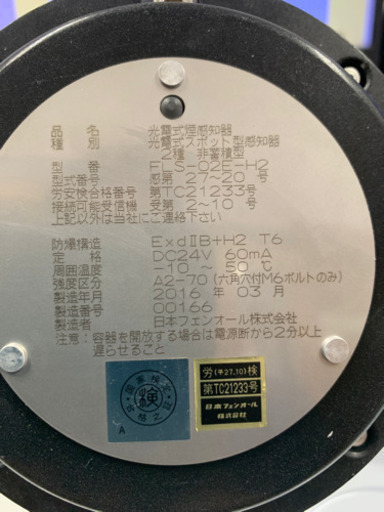 品名 光電式煙感知器
種別 光電式スポット型感知器
2種 非蓄積型
型番 FLS-02E-H2
型式番号 感第27~20号
労安検合格番号 第TC21233号
接続可能受信機 受第2~10号
上記以外は当社にご連絡下さい
防爆構造 ExdⅡB+H2 T6
定格 DC24V 60mA
周囲温度 -10 ~ 50℃
強度区分 A2-70 (六角穴付M6ボルトのみ)
製造年月 2016年 03月
製造番号 00166
製造者 日本フェンオール株式会社
注意:容器を開放する場合は電源断から2分以上
遅らせること
国家検定
検
合格之証
A
労(平27.10)検
第TC21233号
日本フェンオール
株式会社